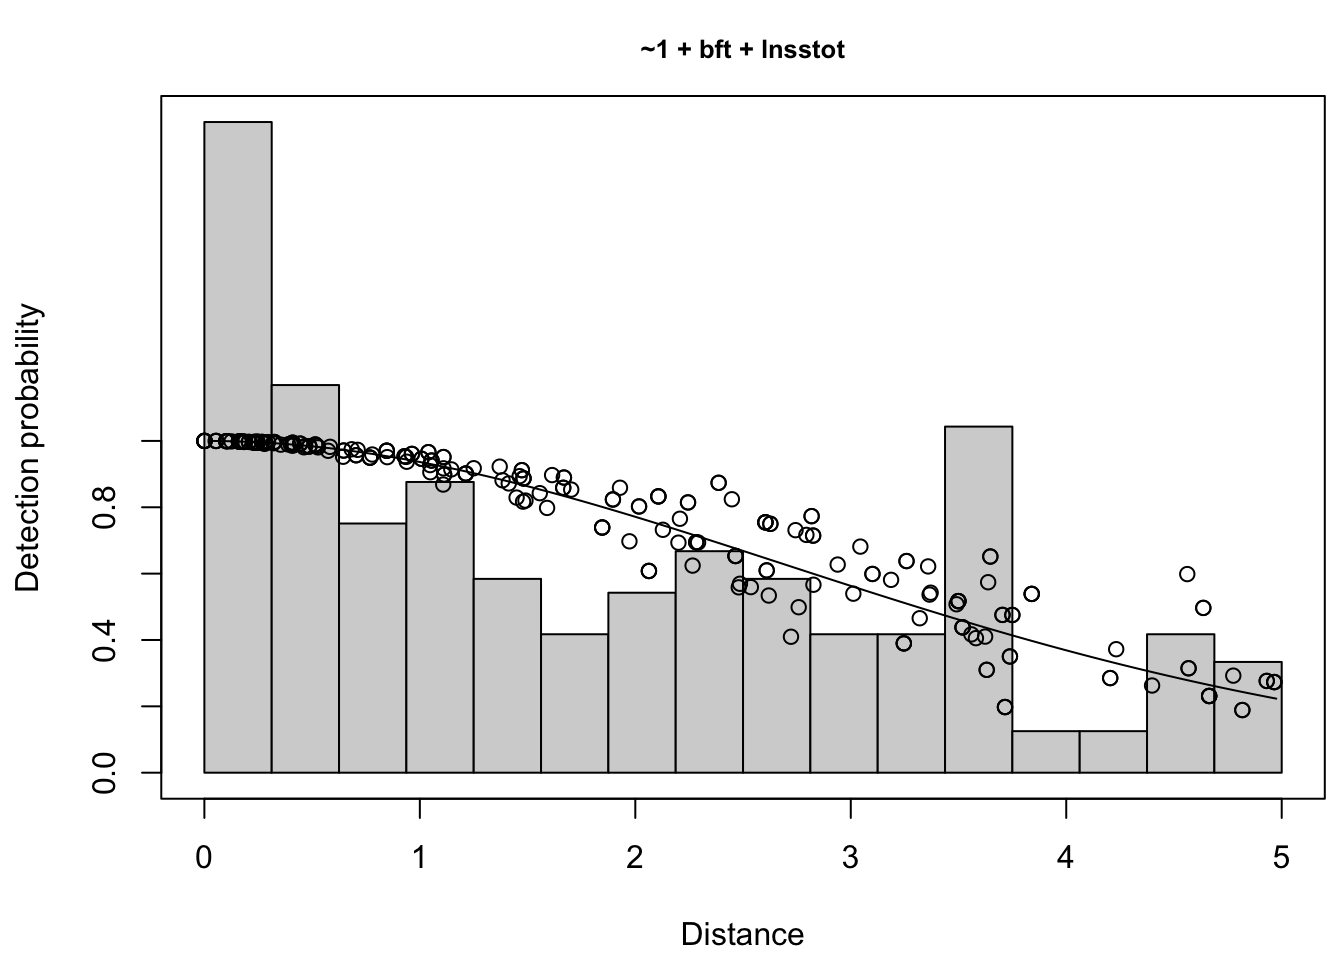 ~1 + bft + lnsstot
Detection probability
0.8
0.4
0.0
0 1 2 3 4 5
Distance